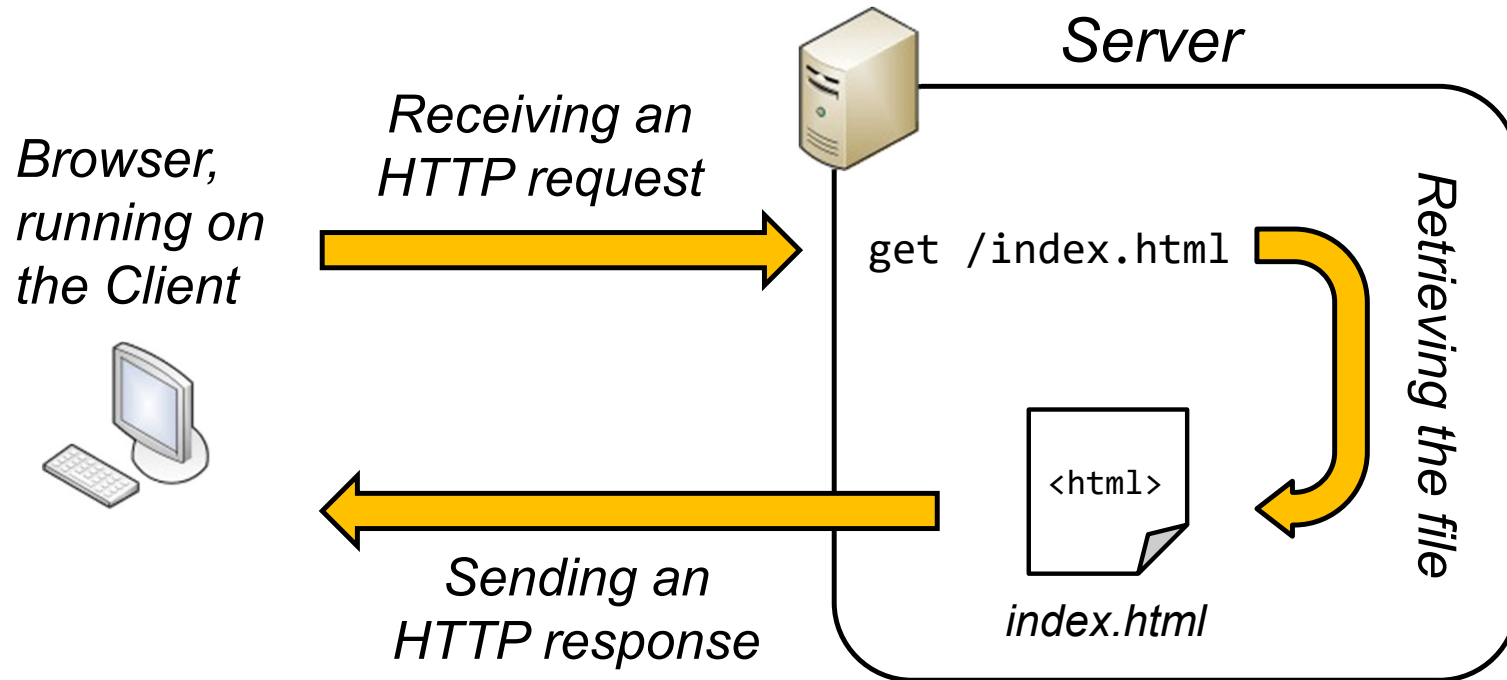 Server
Receiving an
HTTP request
Browser,
running on
the Client
get /index.html
Retrieving the file
<html>
index.html
Sending an
HTTP response